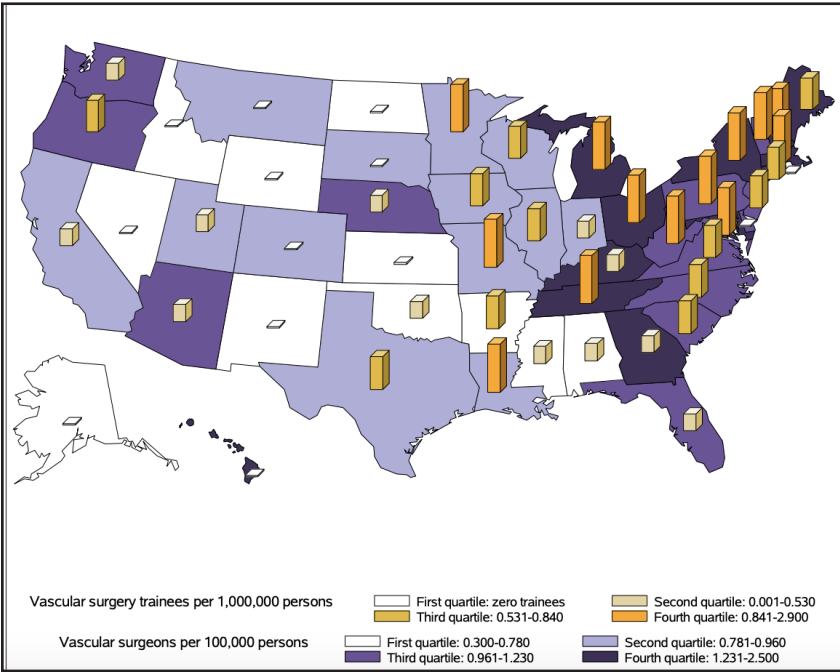 Vascular surgery trainees per 1,000,000 persons
First quartile: zero trainees
Second quartile: 0.001-0.530
Third quartile: 0.531-0.840
Fourth quartile: 0.841-2.900
Vascular surgeons per 100,000 persons
First quartile: 0.300-0.780
Second quartile: 0.781-0.960
Third quartile: 0.961-1.230
Fourth quartile: 1.231-2.500